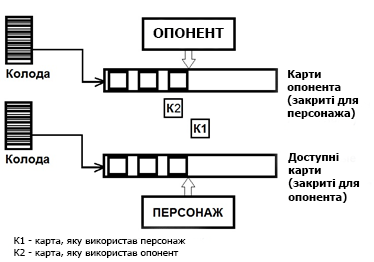 ОПОНЕНТ
Колода
Карти
опонента
(закриті для
персонажа)
К2
К1
Колода
Доступні
карти
(закриті для
опонента)
ПЕРСОНАЖ
К1 - карта, яку використав персонаж
К2 - карта, яку використав опонент